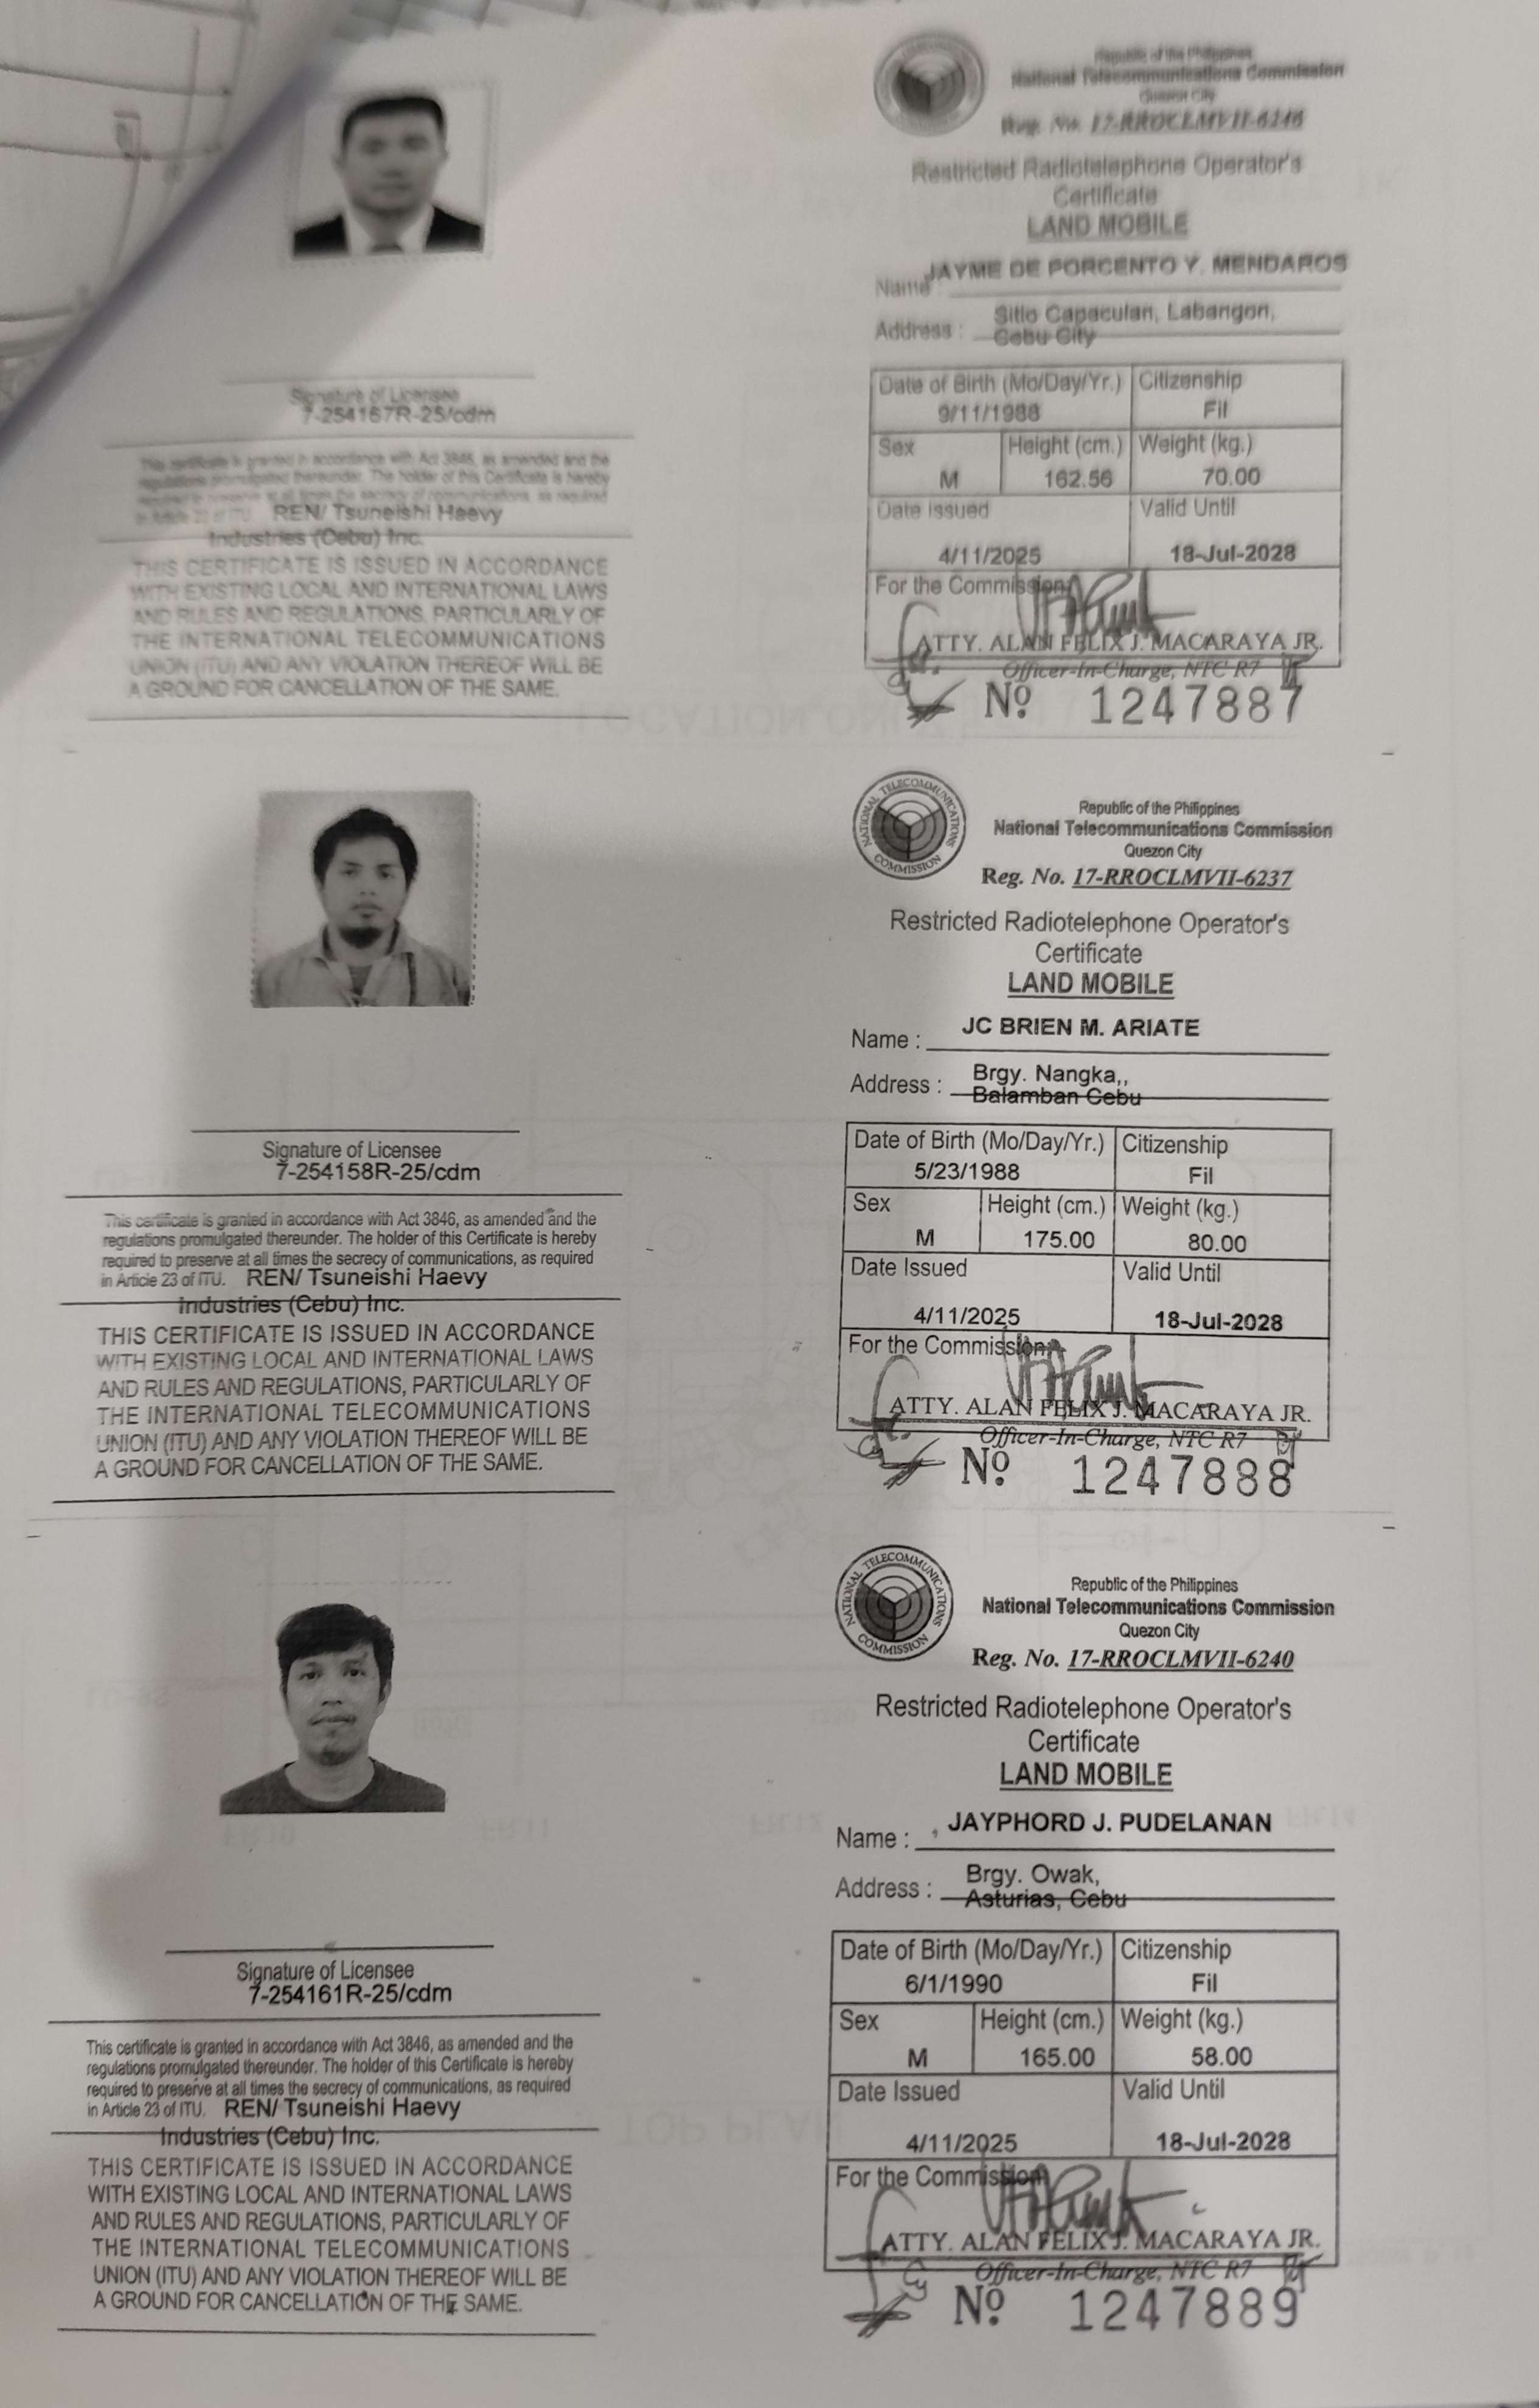 Republic of the Philippines
National Telecommunications Commission
Quezon City
Reg. No. 17-RROCLMVII-6246
Restricted Radiotelephone Operator's
Certificate
LAND MOBILE
Name JAYME DE PORCENTO Y. MENDAROS
Address : Sitio Capaculan, Labangon,
Cebu City
Date of Birth (Mo/Day/Yr.) Citizenship
9/11/1988 Fil
Sex Height (cm.) Weight (kg.)
M 162.56 70.00
Date Issued Valid Until
4/11/2025 18-Jul-2028
For the Commission
ATTY. ALAN FELIX J. MACARAYA JR.
Officer-In-Charge, NTC R7
Nº 1247887
Signature of Licensee
7-254167R-25/cdm
This certificate is granted in accordance with Act 3846, as amended and the
regulations promulgated thereunder. The holder of this Certificate is hereby
required to preserve at all times the secrecy of communications, as required
in Article 23 of ITU. REN/ Tsuneishi Haevy
Industries (Cebu) Inc.
THIS CERTIFICATE IS ISSUED IN ACCORDANCE
WITH EXISTING LOCAL AND INTERNATIONAL LAWS
AND RULES AND REGULATIONS, PARTICULARLY OF
THE INTERNATIONAL TELECOMMUNICATIONS
UNION (ITU) AND ANY VIOLATION THEREOF WILL BE
A GROUND FOR CANCELLATION OF THE SAME.
LOCATION ON
NATIONAL TELECOMMUNICATIONS COMMISSION
Republic of the Philippines
National Telecommunications Commission
Quezon City
Reg. No. 17-RROCLMVII-6237
Restricted Radiotelephone Operator's
Certificate
LAND MOBILE
Name : JC BRIEN M. ARIATE
Address : Brgy. Nangka,,
Balamban Cebu
Date of Birth (Mo/Day/Yr.) Citizenship
5/23/1988 Fil
Sex Height (cm.) Weight (kg.)
M 175.00 80.00
Date Issued Valid Until
4/11/2025 18-Jul-2028
For the Commission
ATTY. ALAN FELIX J. MACARAYA JR.
Officer-In-Charge, NTC R7
Nº 1247888
Signature of Licensee
7-254158R-25/cdm
This certificate is granted in accordance with Act 3846, as amended and the
regulations promulgated thereunder. The holder of this Certificate is hereby
required to preserve at all times the secrecy of communications, as required
in Article 23 of ITU. REN/ Tsuneishi Haevy
Industries (Cebu) Inc.
THIS CERTIFICATE IS ISSUED IN ACCORDANCE
WITH EXISTING LOCAL AND INTERNATIONAL LAWS
AND RULES AND REGULATIONS, PARTICULARLY OF
THE INTERNATIONAL TELECOMMUNICATIONS
UNION (ITU) AND ANY VIOLATION THEREOF WILL BE
A GROUND FOR CANCELLATION OF THE SAME.
NATIONAL TELECOMMUNICATIONS COMMISSION
Republic of the Philippines
National Telecommunications Commission
Quezon City
Reg. No. 17-RROCLMVII-6240
Restricted Radiotelephone Operator's
Certificate
LAND MOBILE
Name : JAYPHORD J. PUDELANAN
Address : Brgy. Owak,
Asturias, Cebu
Date of Birth (Mo/Day/Yr.) Citizenship
6/1/1990 Fil
Sex Height (cm.) Weight (kg.)
M 165.00 58.00
Date Issued Valid Until
4/11/2025 18-Jul-2028
For the Commission
ATTY. ALAN FELIX J. MACARAYA JR.
Officer-In-Charge, NTC R7
Nº 1247889
Signature of Licensee
7-254161R-25/cdm
This certificate is granted in accordance with Act 3846, as amended and the
regulations promulgated thereunder. The holder of this Certificate is hereby
required to preserve at all times the secrecy of communications, as required
in Article 23 of ITU. REN/ Tsuneishi Haevy
Industries (Cebu) Inc.
THIS CERTIFICATE IS ISSUED IN ACCORDANCE
WITH EXISTING LOCAL AND INTERNATIONAL LAWS
AND RULES AND REGULATIONS, PARTICULARLY OF
THE INTERNATIONAL TELECOMMUNICATIONS
UNION (ITU) AND ANY VIOLATION THEREOF WILL BE
A GROUND FOR CANCELLATION OF THE SAME.
TOP PLAN